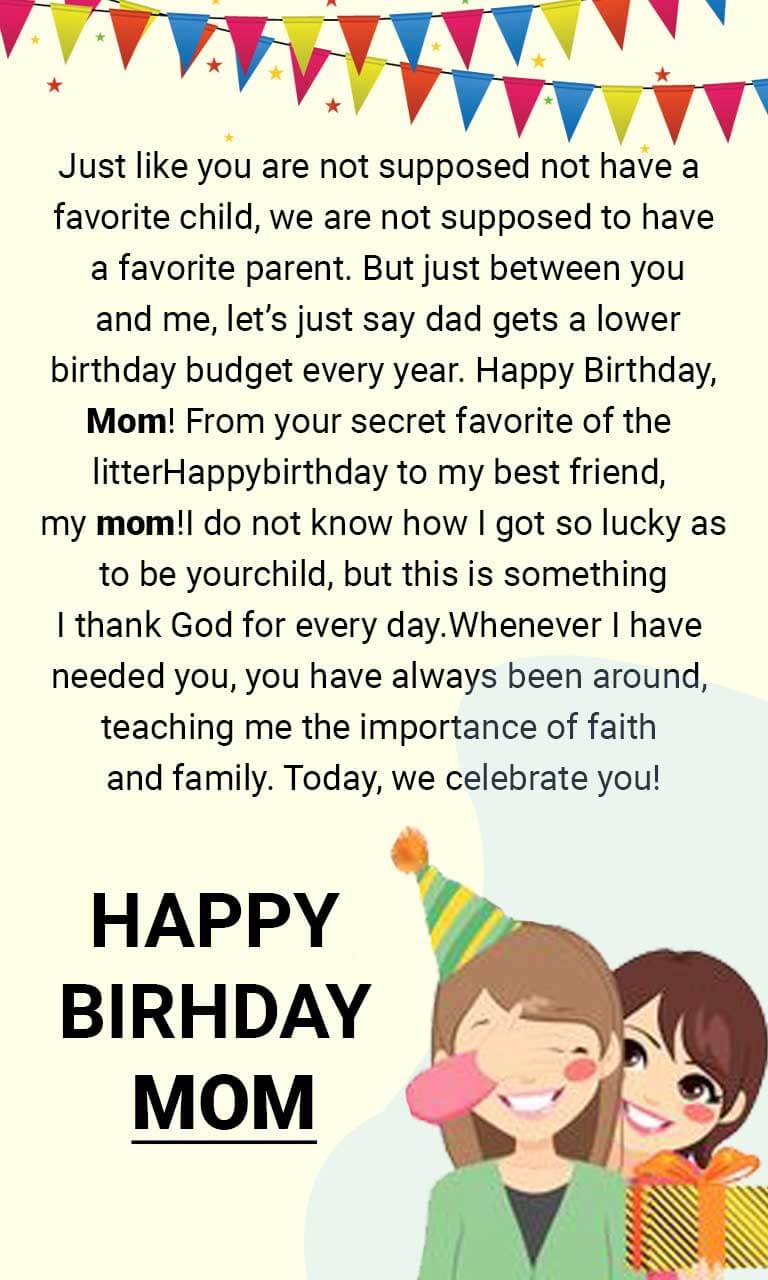 Just like you are not supposed not have a
favorite child, we are not supposed to have
a favorite parent. But just between you
and me, let’s just say dad gets a lower
birthday budget every year. Happy Birthday,
Mom! From your secret favorite of the
litterHappybirthday to my best friend,
my mom!I do not know how I got so lucky as
to be yourchild, but this is something
I thank God for every day.Whenever I have
needed you, you have always been around,
teaching me the importance of faith
and family. Today, we celebrate you!
HAPPY
BIRHDAY
MOM